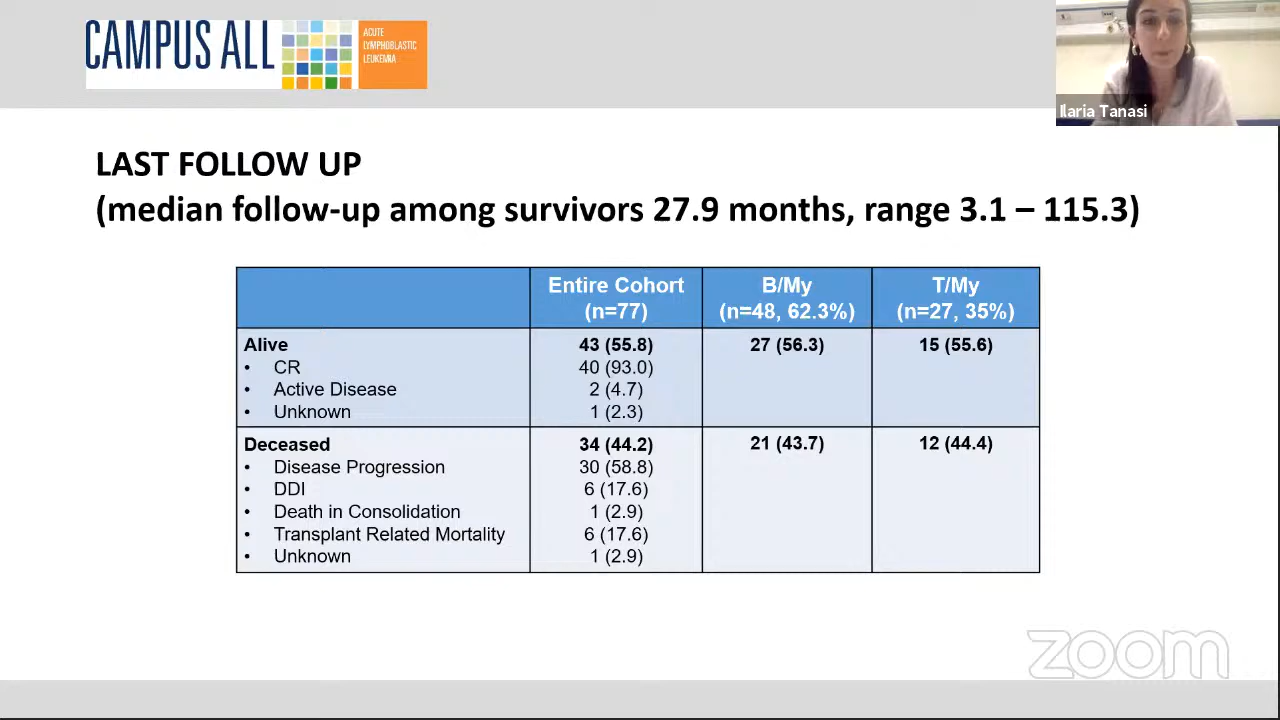 CAMPUS ALL
ACUTE
LYMPHOBLASTIC
LEUKEMIA
Ilaria Tanasi
LAST FOLLOW UP
(median follow-up among survivors 27.9 months, range 3.1 – 115.3)
Entire Cohort B/My T/My
(n=77) (n=48, 62.3%) (n=27, 35%)
Alive 43 (55.8) 27 (56.3) 15 (55.6)
• CR 40 (93.0)
• Active Disease 2 (4.7)
• Unknown 1 (2.3)
Deceased 34 (44.2) 21 (43.7) 12 (44.4)
• Disease Progression 30 (58.8)
• DDI 6 (17.6)
• Death in Consolidation 1 (2.9)
• Transplant Related Mortality 6 (17.6)
• Unknown 1 (2.9)
zoom